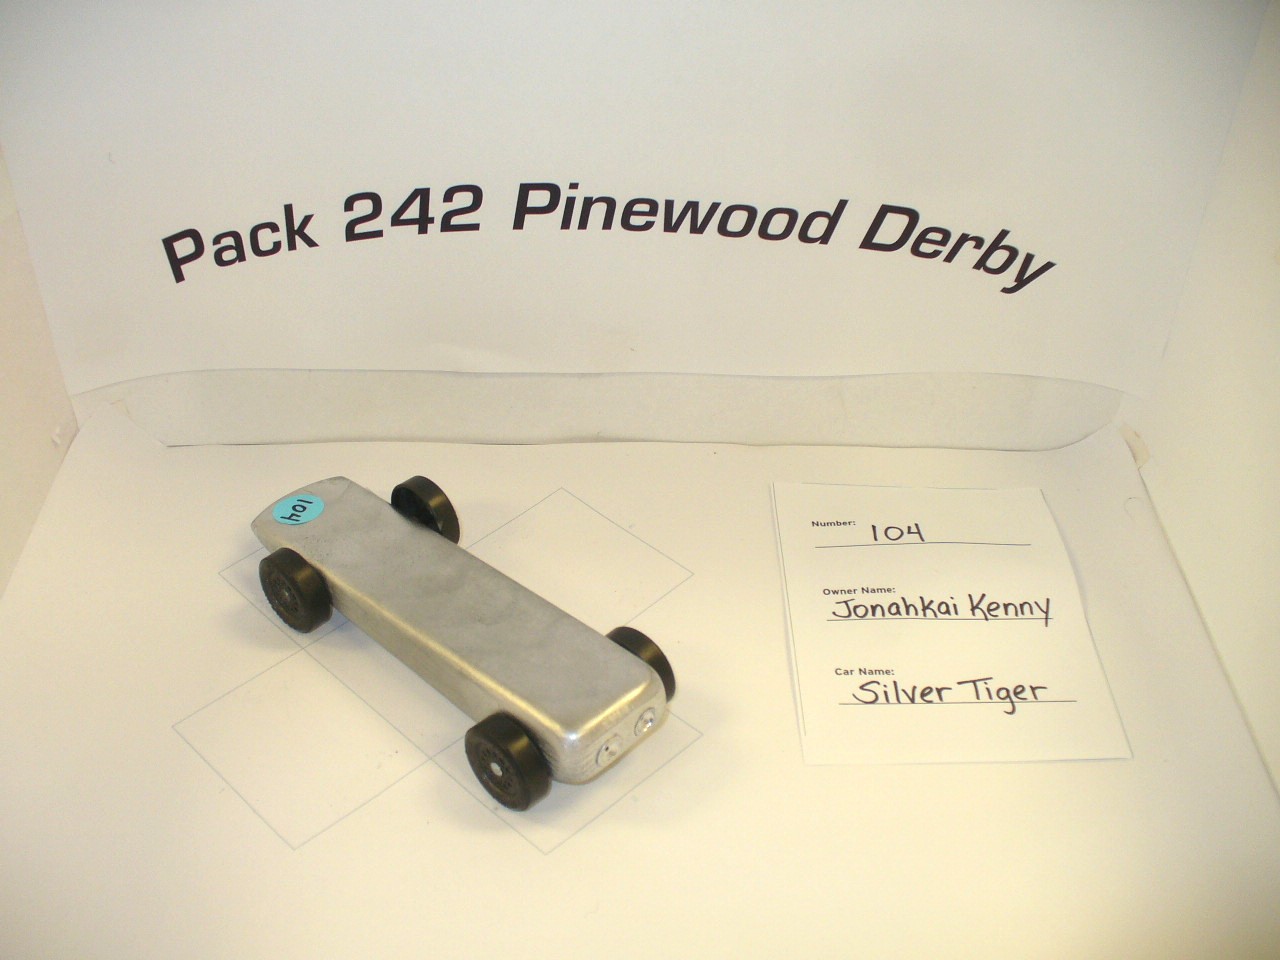 Pack 242 Pinewood Derby
104
Number: 104
Owner Name:
Jonahkai Kenny
Car Name:
Silver Tiger